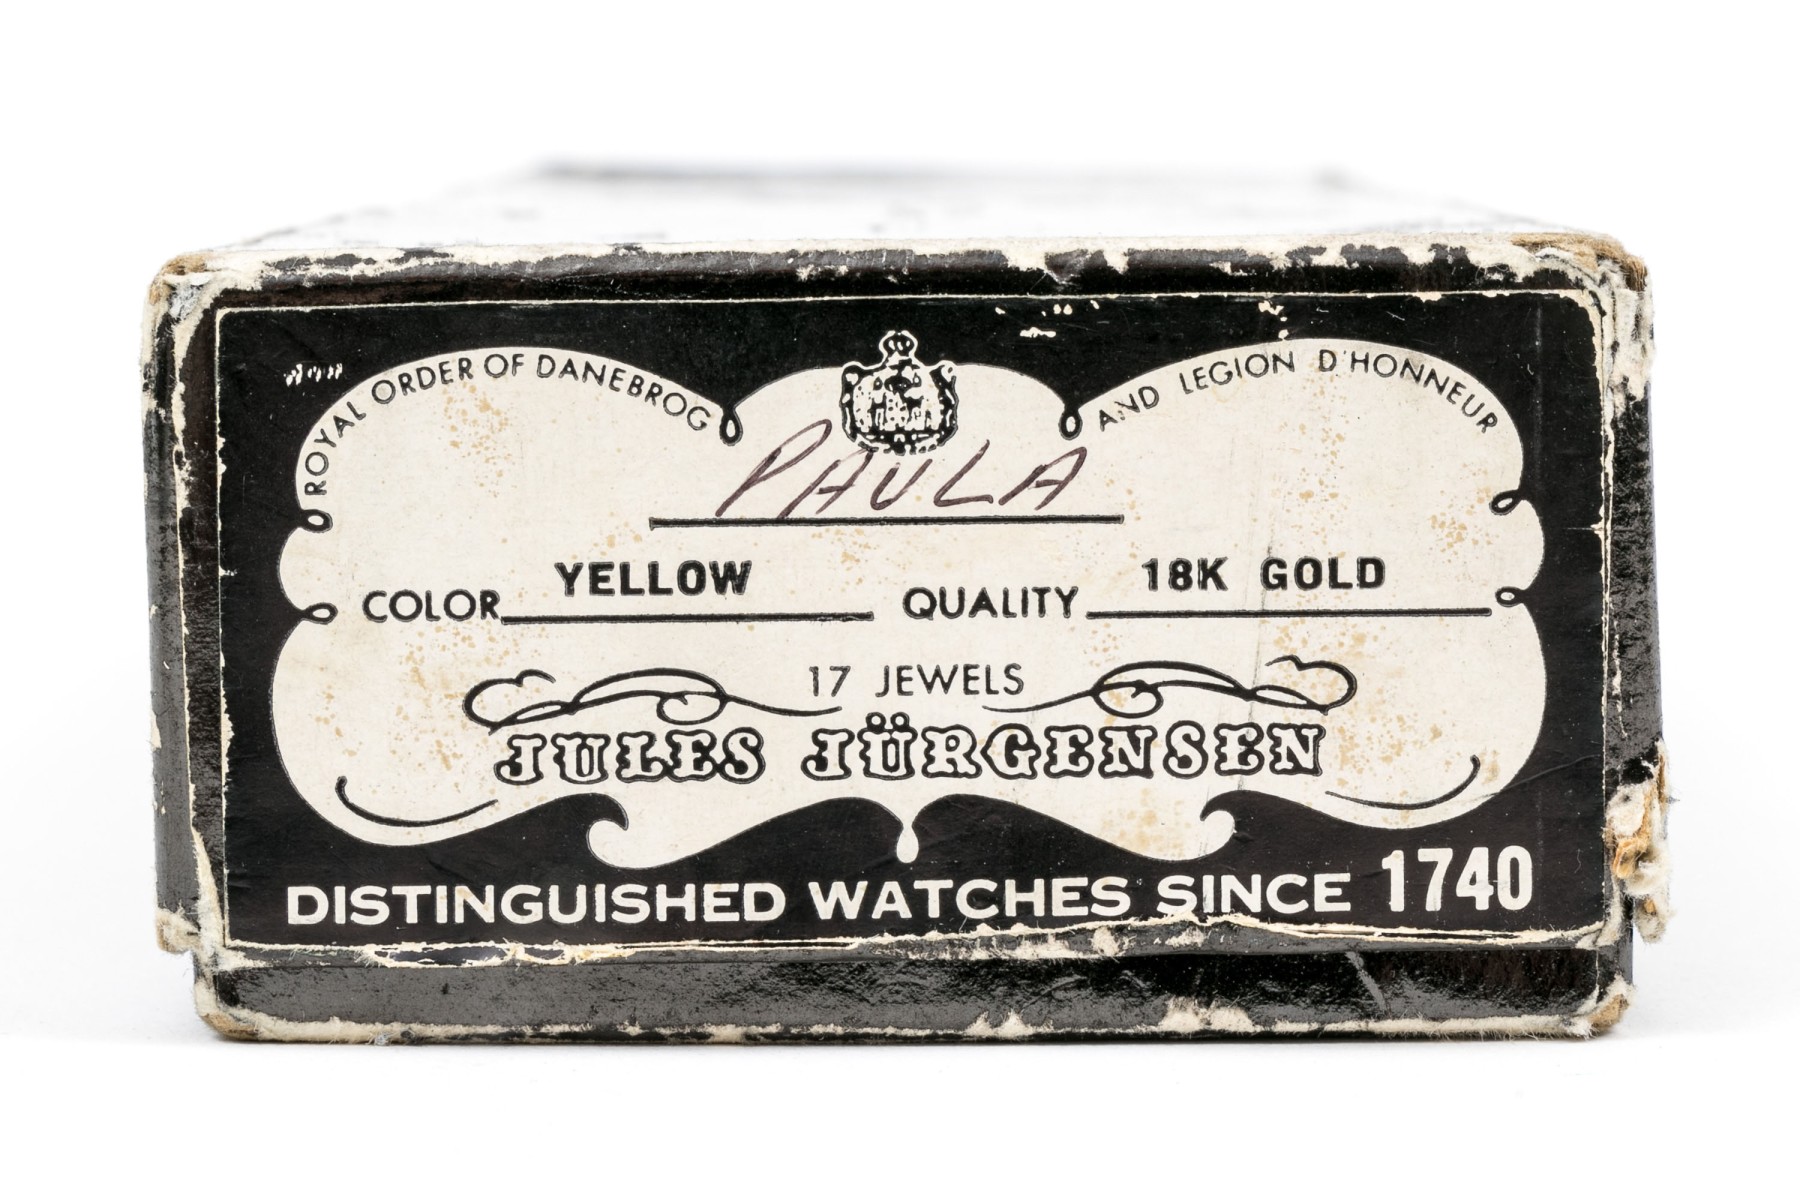 ROYAL ORDER OF DANEBROG AND LEGION D'HONNEUR
PAULA
COLOR YELLOW QUALITY 18K GOLD
17 JEWELS
JULES JÜRGENSEN
DISTINGUISHED WATCHES SINCE 1740